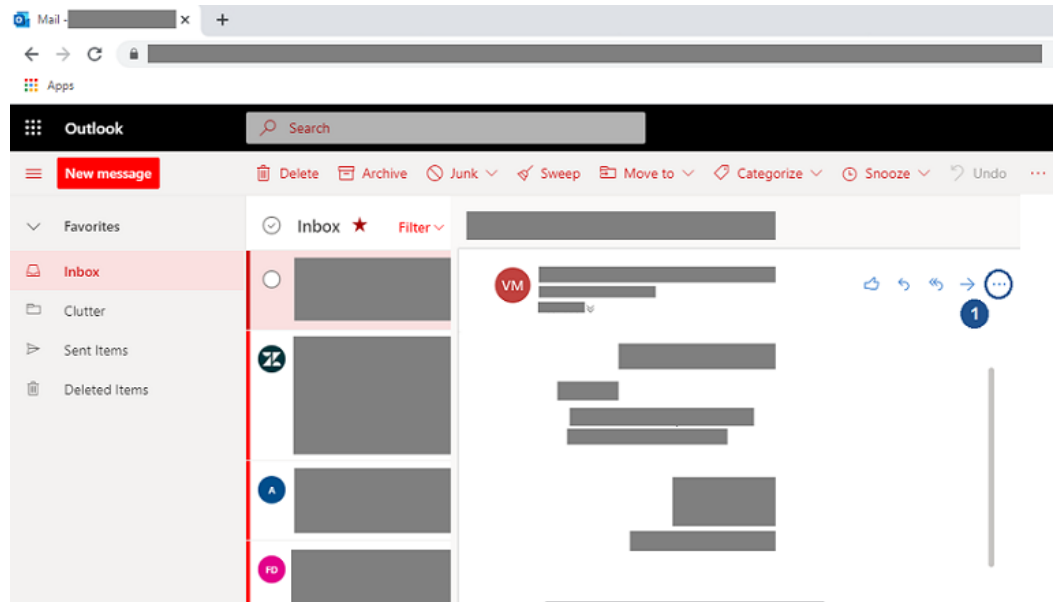 Mail -
Apps
Outlook
Search
New message
Delete Archive Junk Sweep Move to Categorize Snooze Undo
Favorites
Inbox
Clutter
Sent Items
Deleted Items
Inbox Filter
VM
1
A
FD